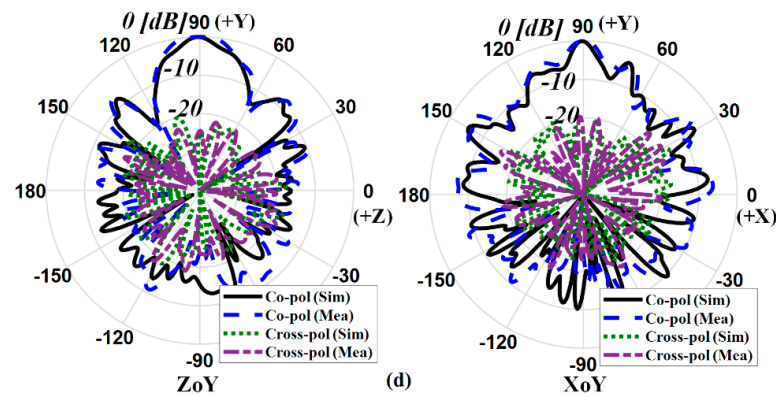 0 [dB] 90 (+Y)
120 60
-10
150 30
-20
180 0
(+Z)
-150 -30
-120
-90
Co-pol (Sim)
Co-pol (Mea)
Cross-pol (Sim)
Cross-pol (Mea)
ZoY
(d)
0 [dB] 90 (+Y)
120 60
-10
150 30
-20
180 0
(+X)
-150 -30
-120
-90
Co-pol (Sim)
Co-pol (Mea)
Cross-pol (Sim)
Cross-pol (Mea)
XoY